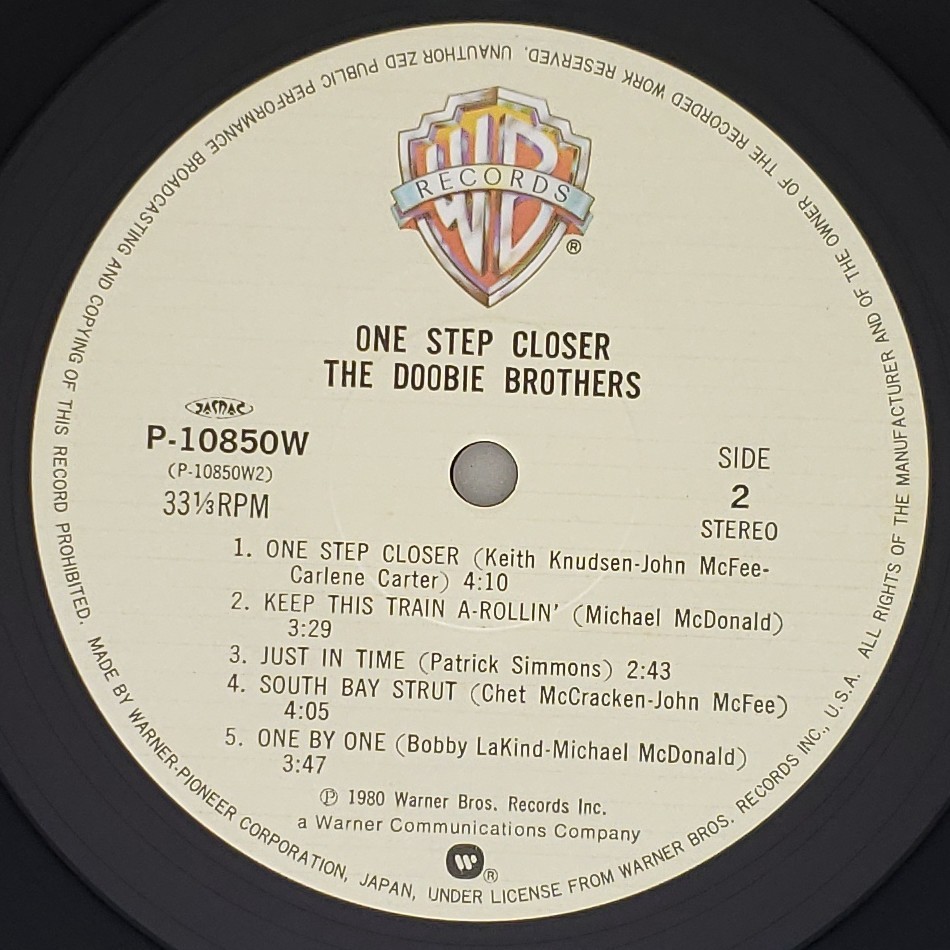 WB
RECORDS
®
ONE STEP CLOSER
THE DOOBIE BROTHERS
JASRAC
P-10850W
(P-10850W2)
33⅓RPM
SIDE
2
STEREO
1. ONE STEP CLOSER (Keith Knudsen-John McFee-
Carlene Carter) 4:10
2. KEEP THIS TRAIN A-ROLLIN' (Michael McDonald)
3:29
3. JUST IN TIME (Patrick Simmons) 2:43
4. SOUTH BAY STRUT (Chet McCracken-John McFee)
4:05
5. ONE BY ONE (Bobby LaKind-Michael McDonald)
3:47
℗ 1980 Warner Bros. Records Inc.
a Warner Communications Company
W ®
MADE BY WARNER-PIONEER CORPORATION, JAPAN, UNDER LICENSE FROM WARNER BROS. RECORDS INC., U.S.A. ALL RIGHTS OF THE MANUFACTURER AND OF THE OWNER OF THE RECORDED WORK RESERVED. UNAUTHOR ZED PUBLIC PERFORMANCE BROADCASTING AND COPYING OF THIS RECORD PROHIBITED.